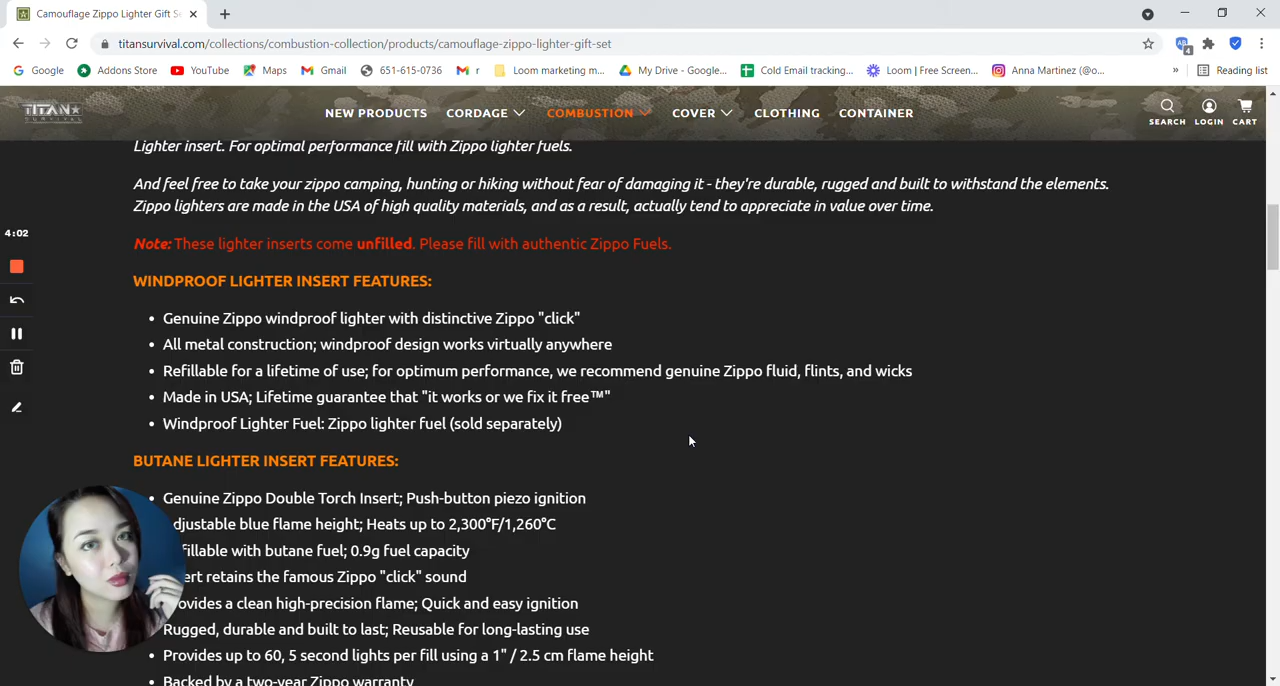 Camouflage Zippo Lighter Gift S
titansurvival.com/collections/combustion-collection/products/camouflage-zippo-lighter-gift-set
4
Google Addons Store YouTube Maps Gmail 651-615-0736 r Loom marketing m... My Drive - Google... Cold Email tracking... Loom | Free Screen... Anna Martinez (@o... » Reading list
TITAN
SURVIVAL
NEW PRODUCTS CORDAGE COMBUSTION COVER CLOTHING CONTAINER
SEARCH LOGIN CART
Lighter insert. For optimal performance fill with Zippo lighter fuels.
And feel free to take your zippo camping, hunting or hiking without fear of damaging it - they're durable, rugged and built to withstand the elements.
Zippo lighters are made in the USA of high quality materials, and as a result, actually tend to appreciate in value over time.
4:02
Note: These lighter inserts come unfilled. Please fill with authentic Zippo Fuels.
WINDPROOF LIGHTER INSERT FEATURES:
• Genuine Zippo windproof lighter with distinctive Zippo "click"
• All metal construction; windproof design works virtually anywhere
• Refillable for a lifetime of use; for optimum performance, we recommend genuine Zippo fluid, flints, and wicks
• Made in USA; Lifetime guarantee that "it works or we fix it free™"
• Windproof Lighter Fuel: Zippo lighter fuel (sold separately)
BUTANE LIGHTER INSERT FEATURES:
• Genuine Zippo Double Torch Insert; Push-button piezo ignition
djustable blue flame height; Heats up to 2,300°F/1,260°C
fillable with butane fuel; 0.9g fuel capacity
ert retains the famous Zippo "click" sound
ovides a clean high-precision flame; Quick and easy ignition
Rugged, durable and built to last; Reusable for long-lasting use
• Provides up to 60, 5 second lights per fill using a 1" / 2.5 cm flame height
• Backed by a two-year Zippo warranty